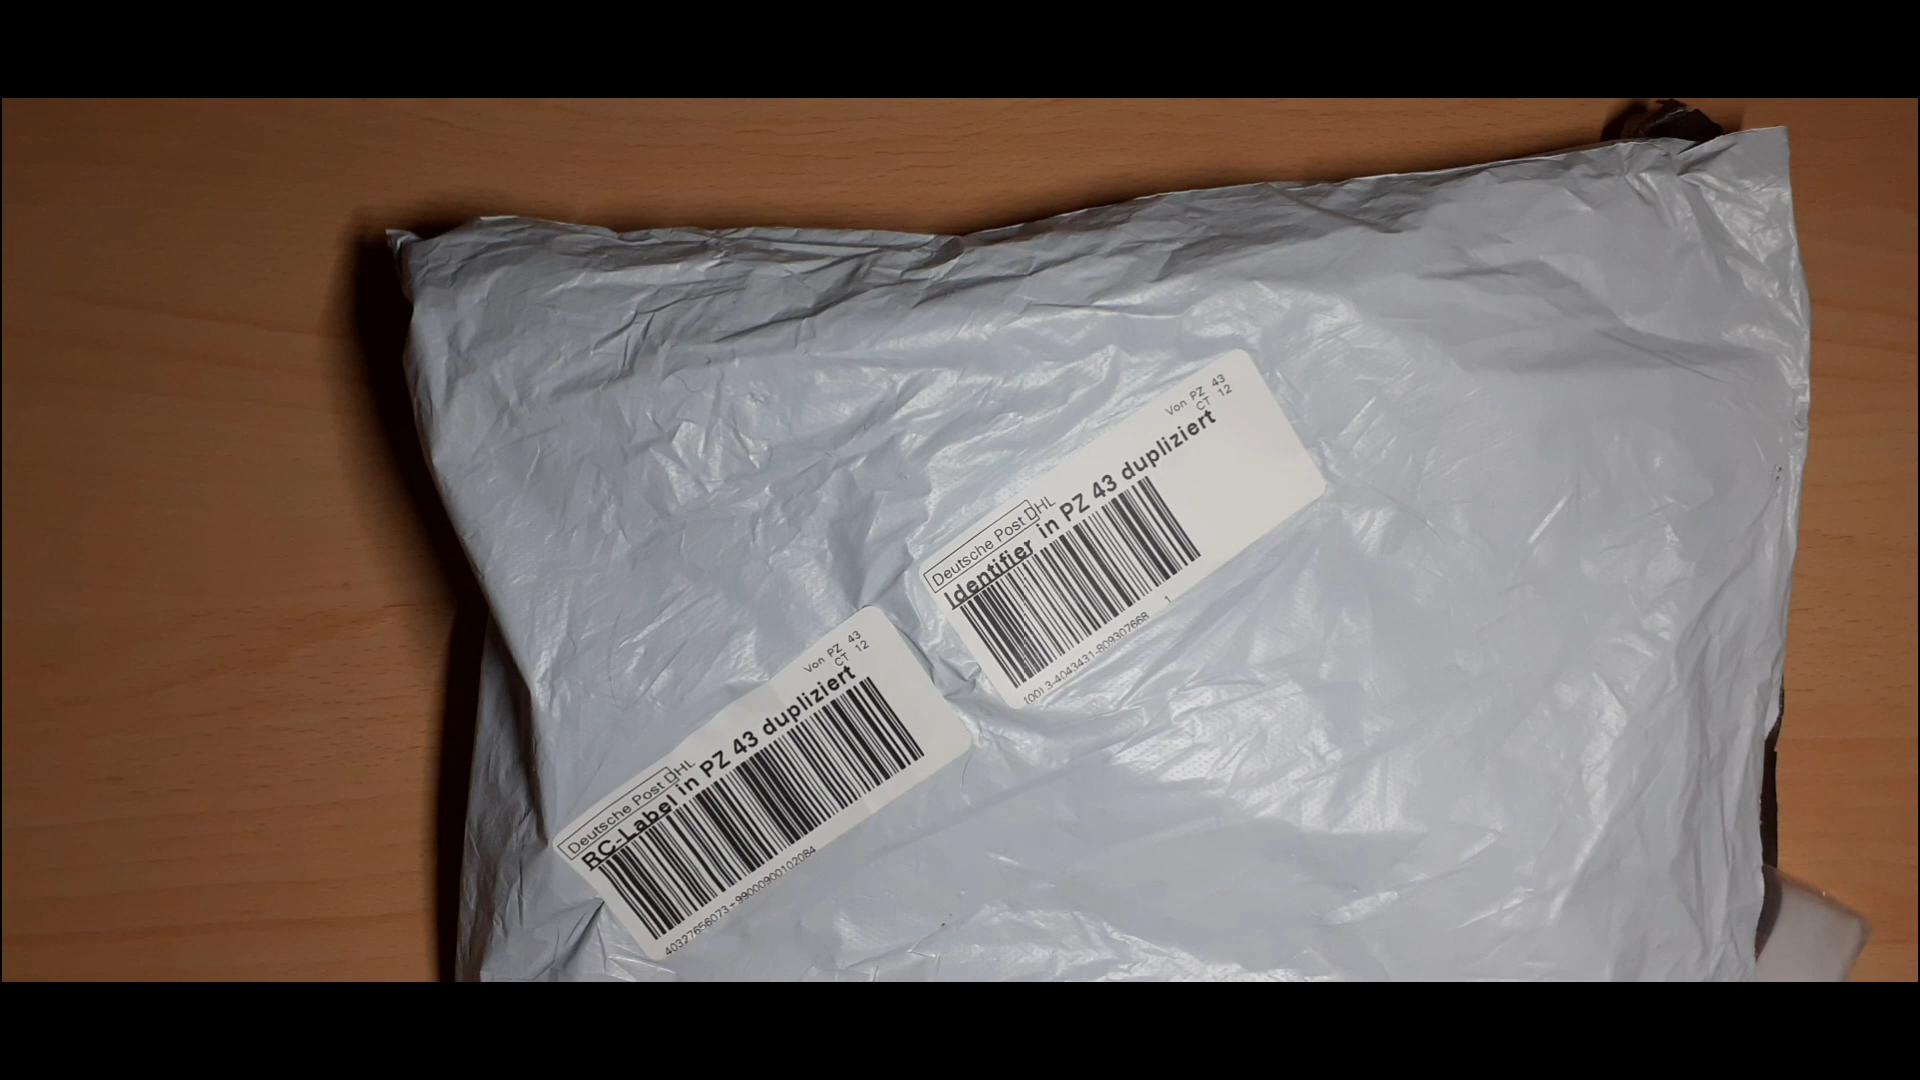 Von PZ 43
CT 12
Deutsche Post DHL
Identifier in PZ 43 dupliziert
(00) 3-4043431-809307668 1
Von PZ 43
CT 12
Deutsche Post DHL
RC-Label in PZ 43 dupliziert
40327656073+99000900102084